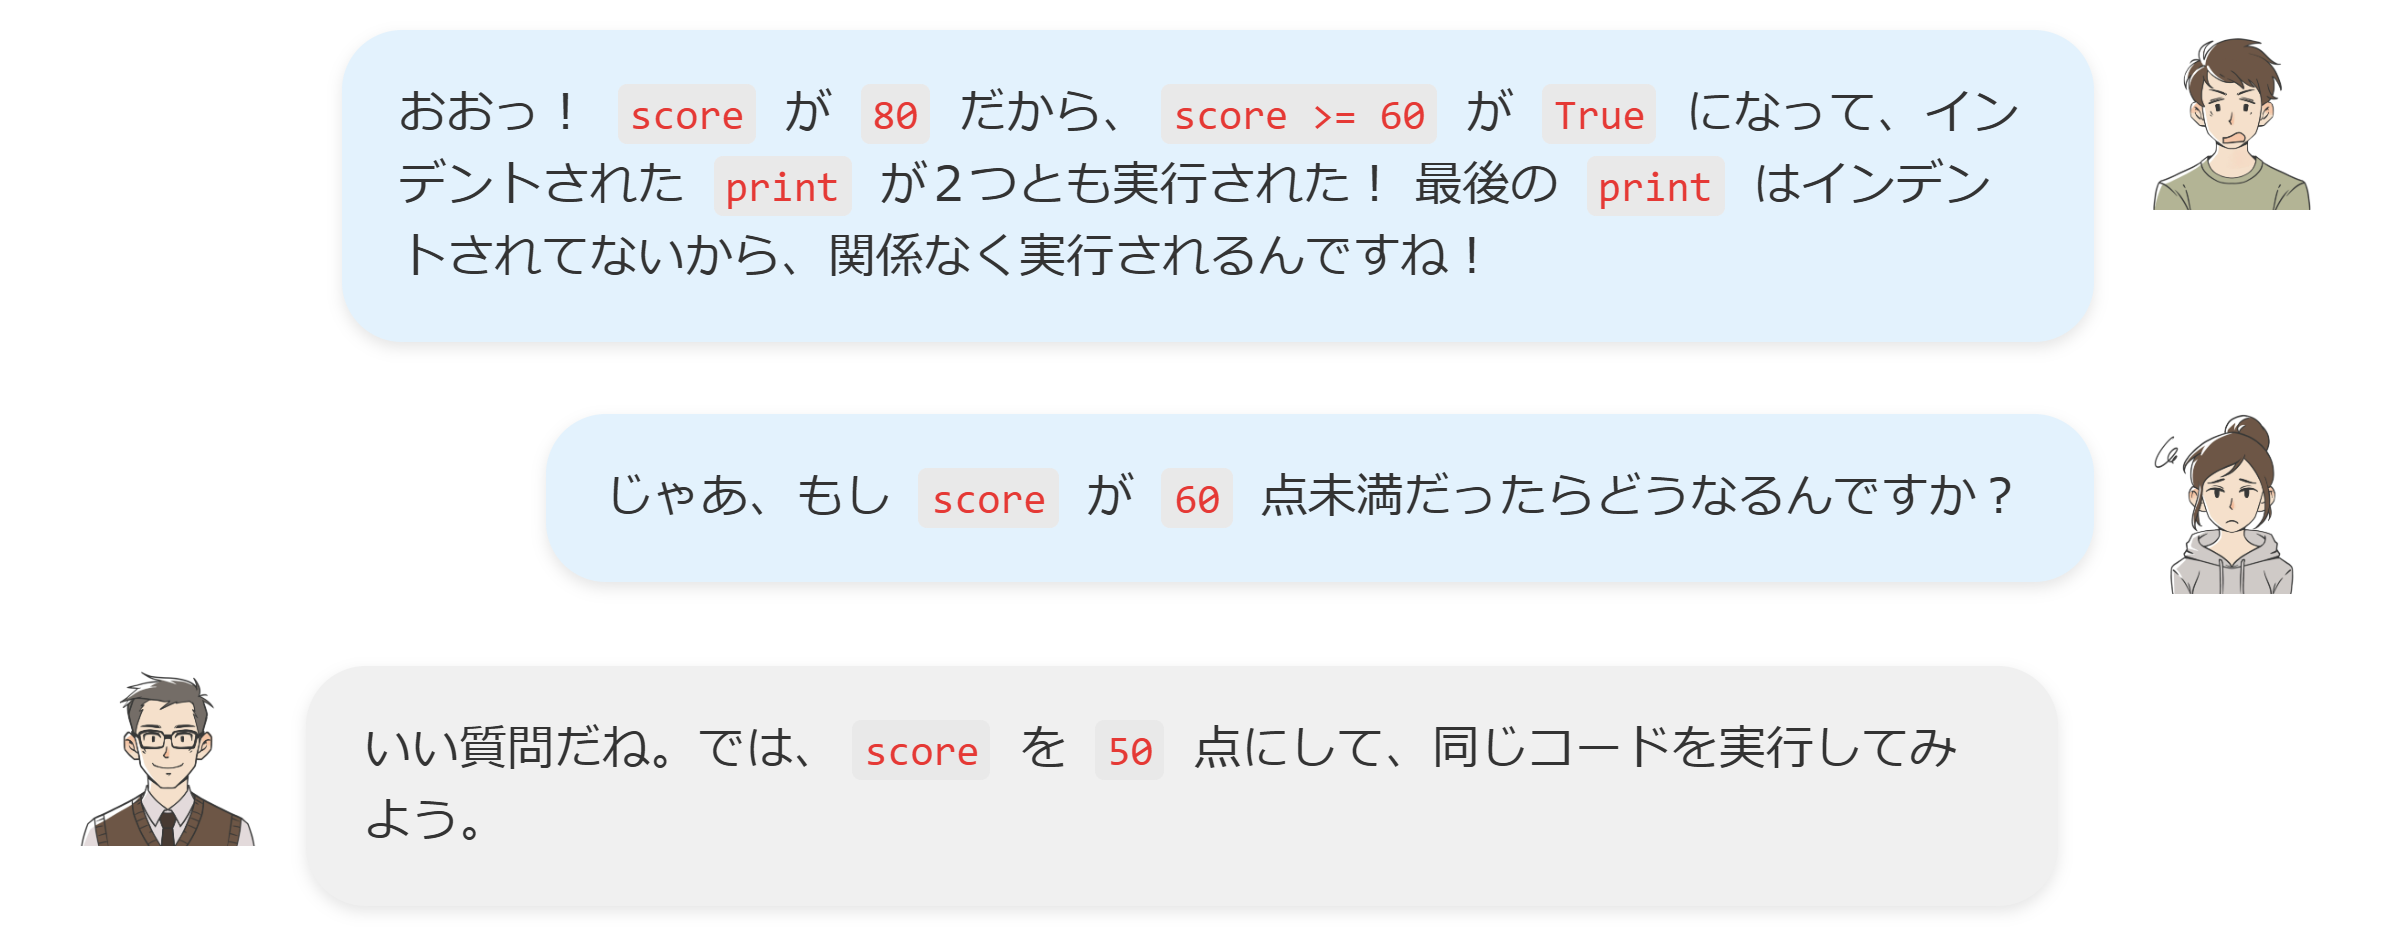 おおっ！ score が 80 だから、 score >= 60 が True になって、イン
デントされた print が２つとも実行された！ 最後の print はインデン
トされてないから、関係なく実行されるんですね！
じゃあ、もし score が 60 点未満だったらどうなるんですか？
いい質問だね。では、 score を 50 点にして、同じコードを実行してみ
よう。